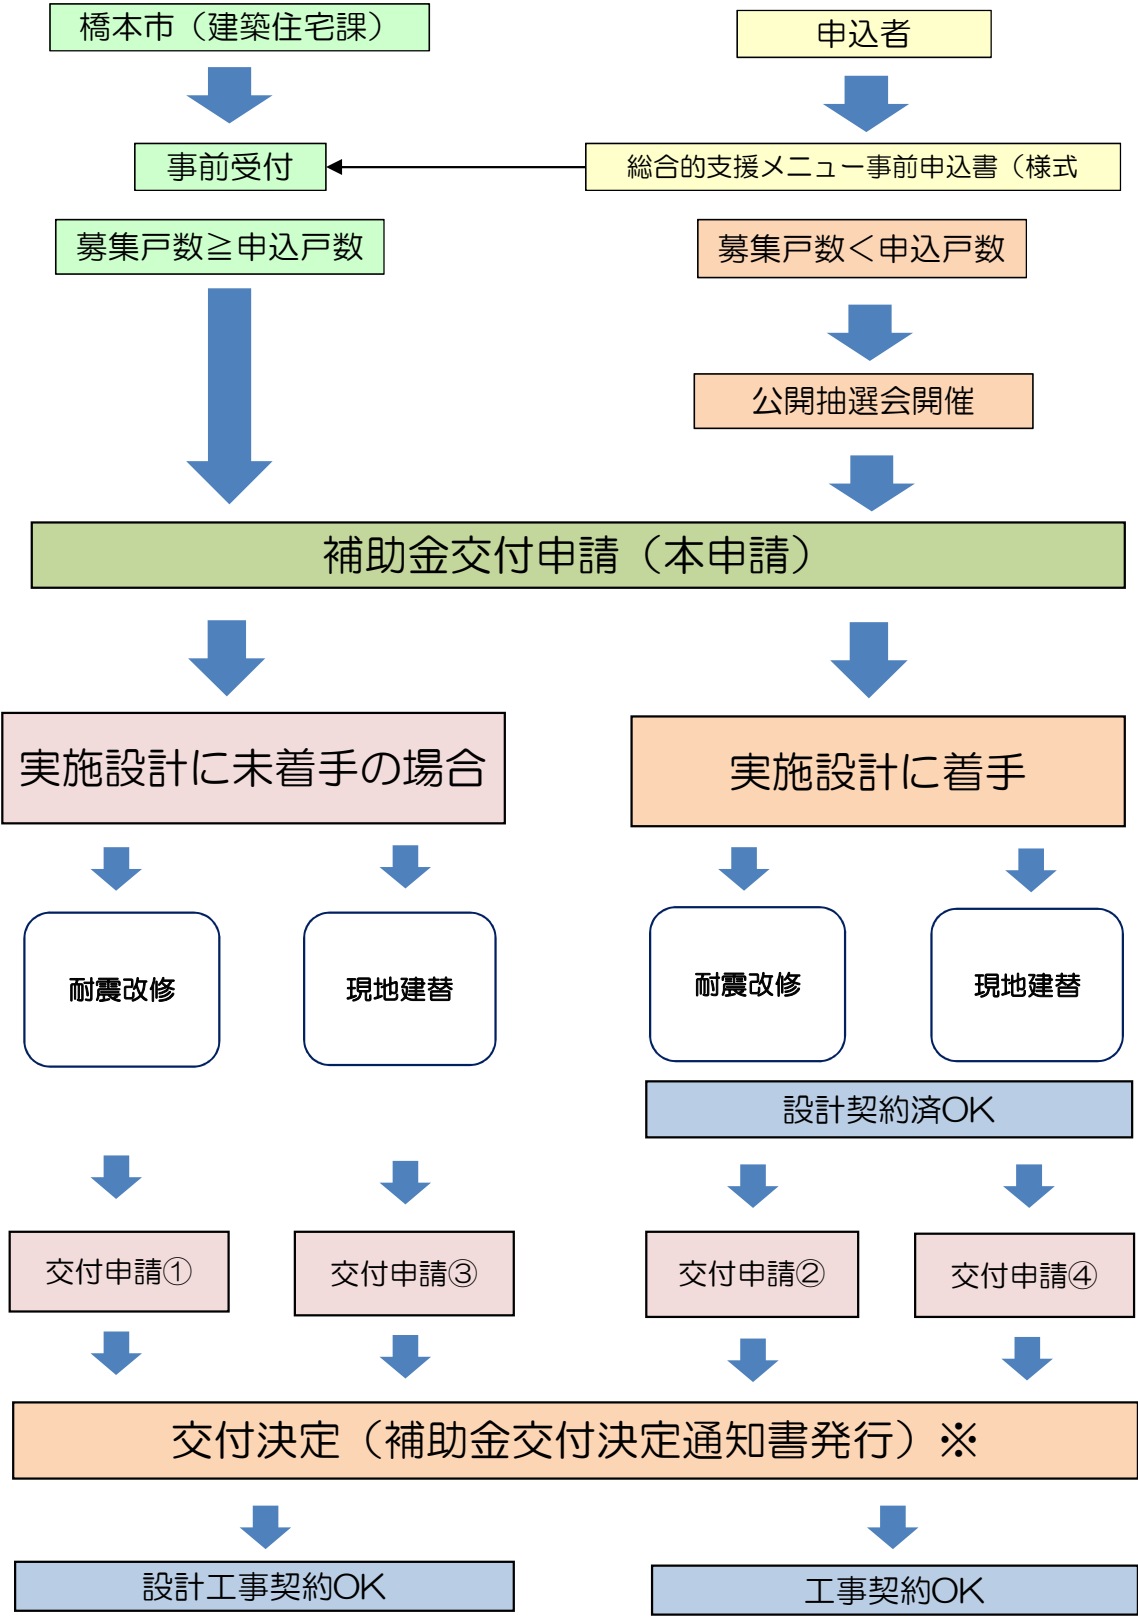 橋本市（建築住宅課）
申込者
事前受付
総合的支援メニュー事前申込書（様式
募集戸数≧申込戸数
募集戸数＜申込戸数
公開抽選会開催
補助金交付申請（本申請）
実施設計に未着手の場合
実施設計に着手
耐震改修
現地建替
耐震改修
現地建替
設計契約済OK
交付申請①
交付申請③
交付申請②
交付申請④
交付決定（補助金交付決定通知書発行）※
設計工事契約OK
工事契約OK